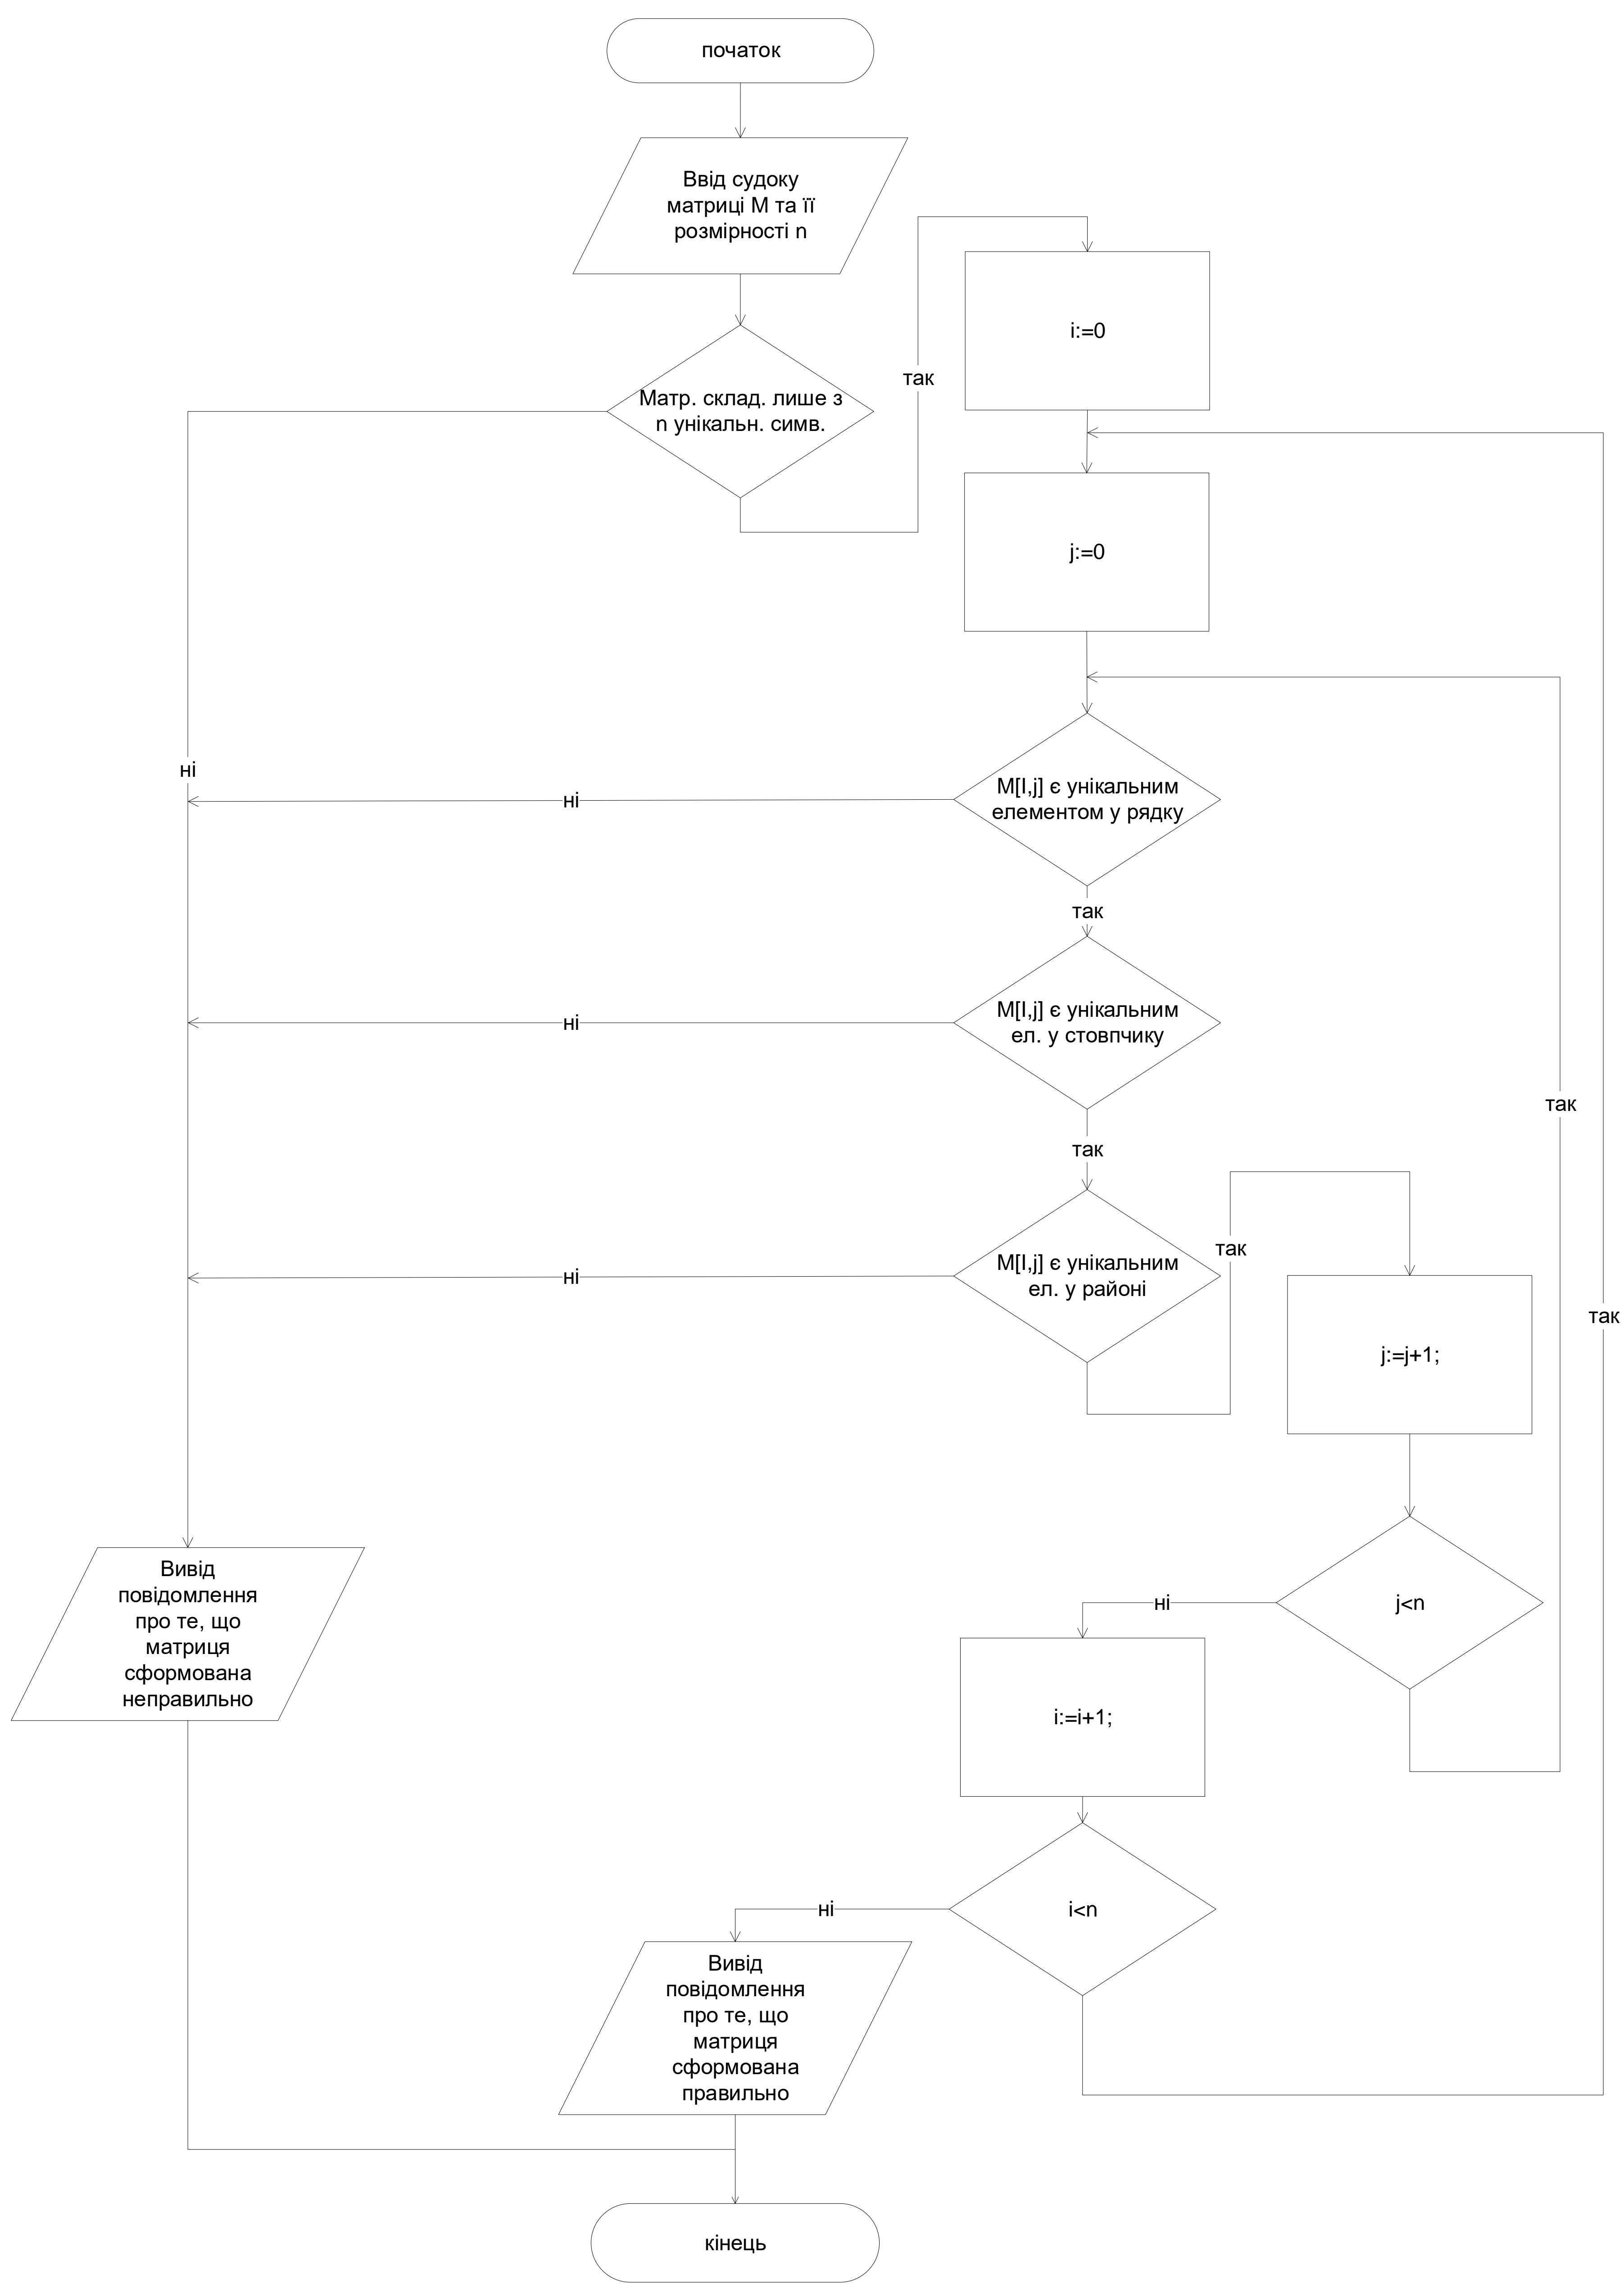 початок
Ввід судоку
матриці М та її
розмірності n
Матр. склад. лише з
n унікальн. симв.
так
i:=0
j:=0
ні
M[I,j] є унікальним
елементом у рядку
ні
так
M[I,j] є унікальним
ел. у стовпчику
ні
так
так
M[I,j] є унікальним
ел. у районі
ні
так
так
j:=j+1;
j<n
ні
i:=i+1;
i<n
ні
Вивід
повідомлення
про те, що
матриця
сформована
неправильно
Вивід
повідомлення
про те, що
матриця
сформована
правильно
кінець